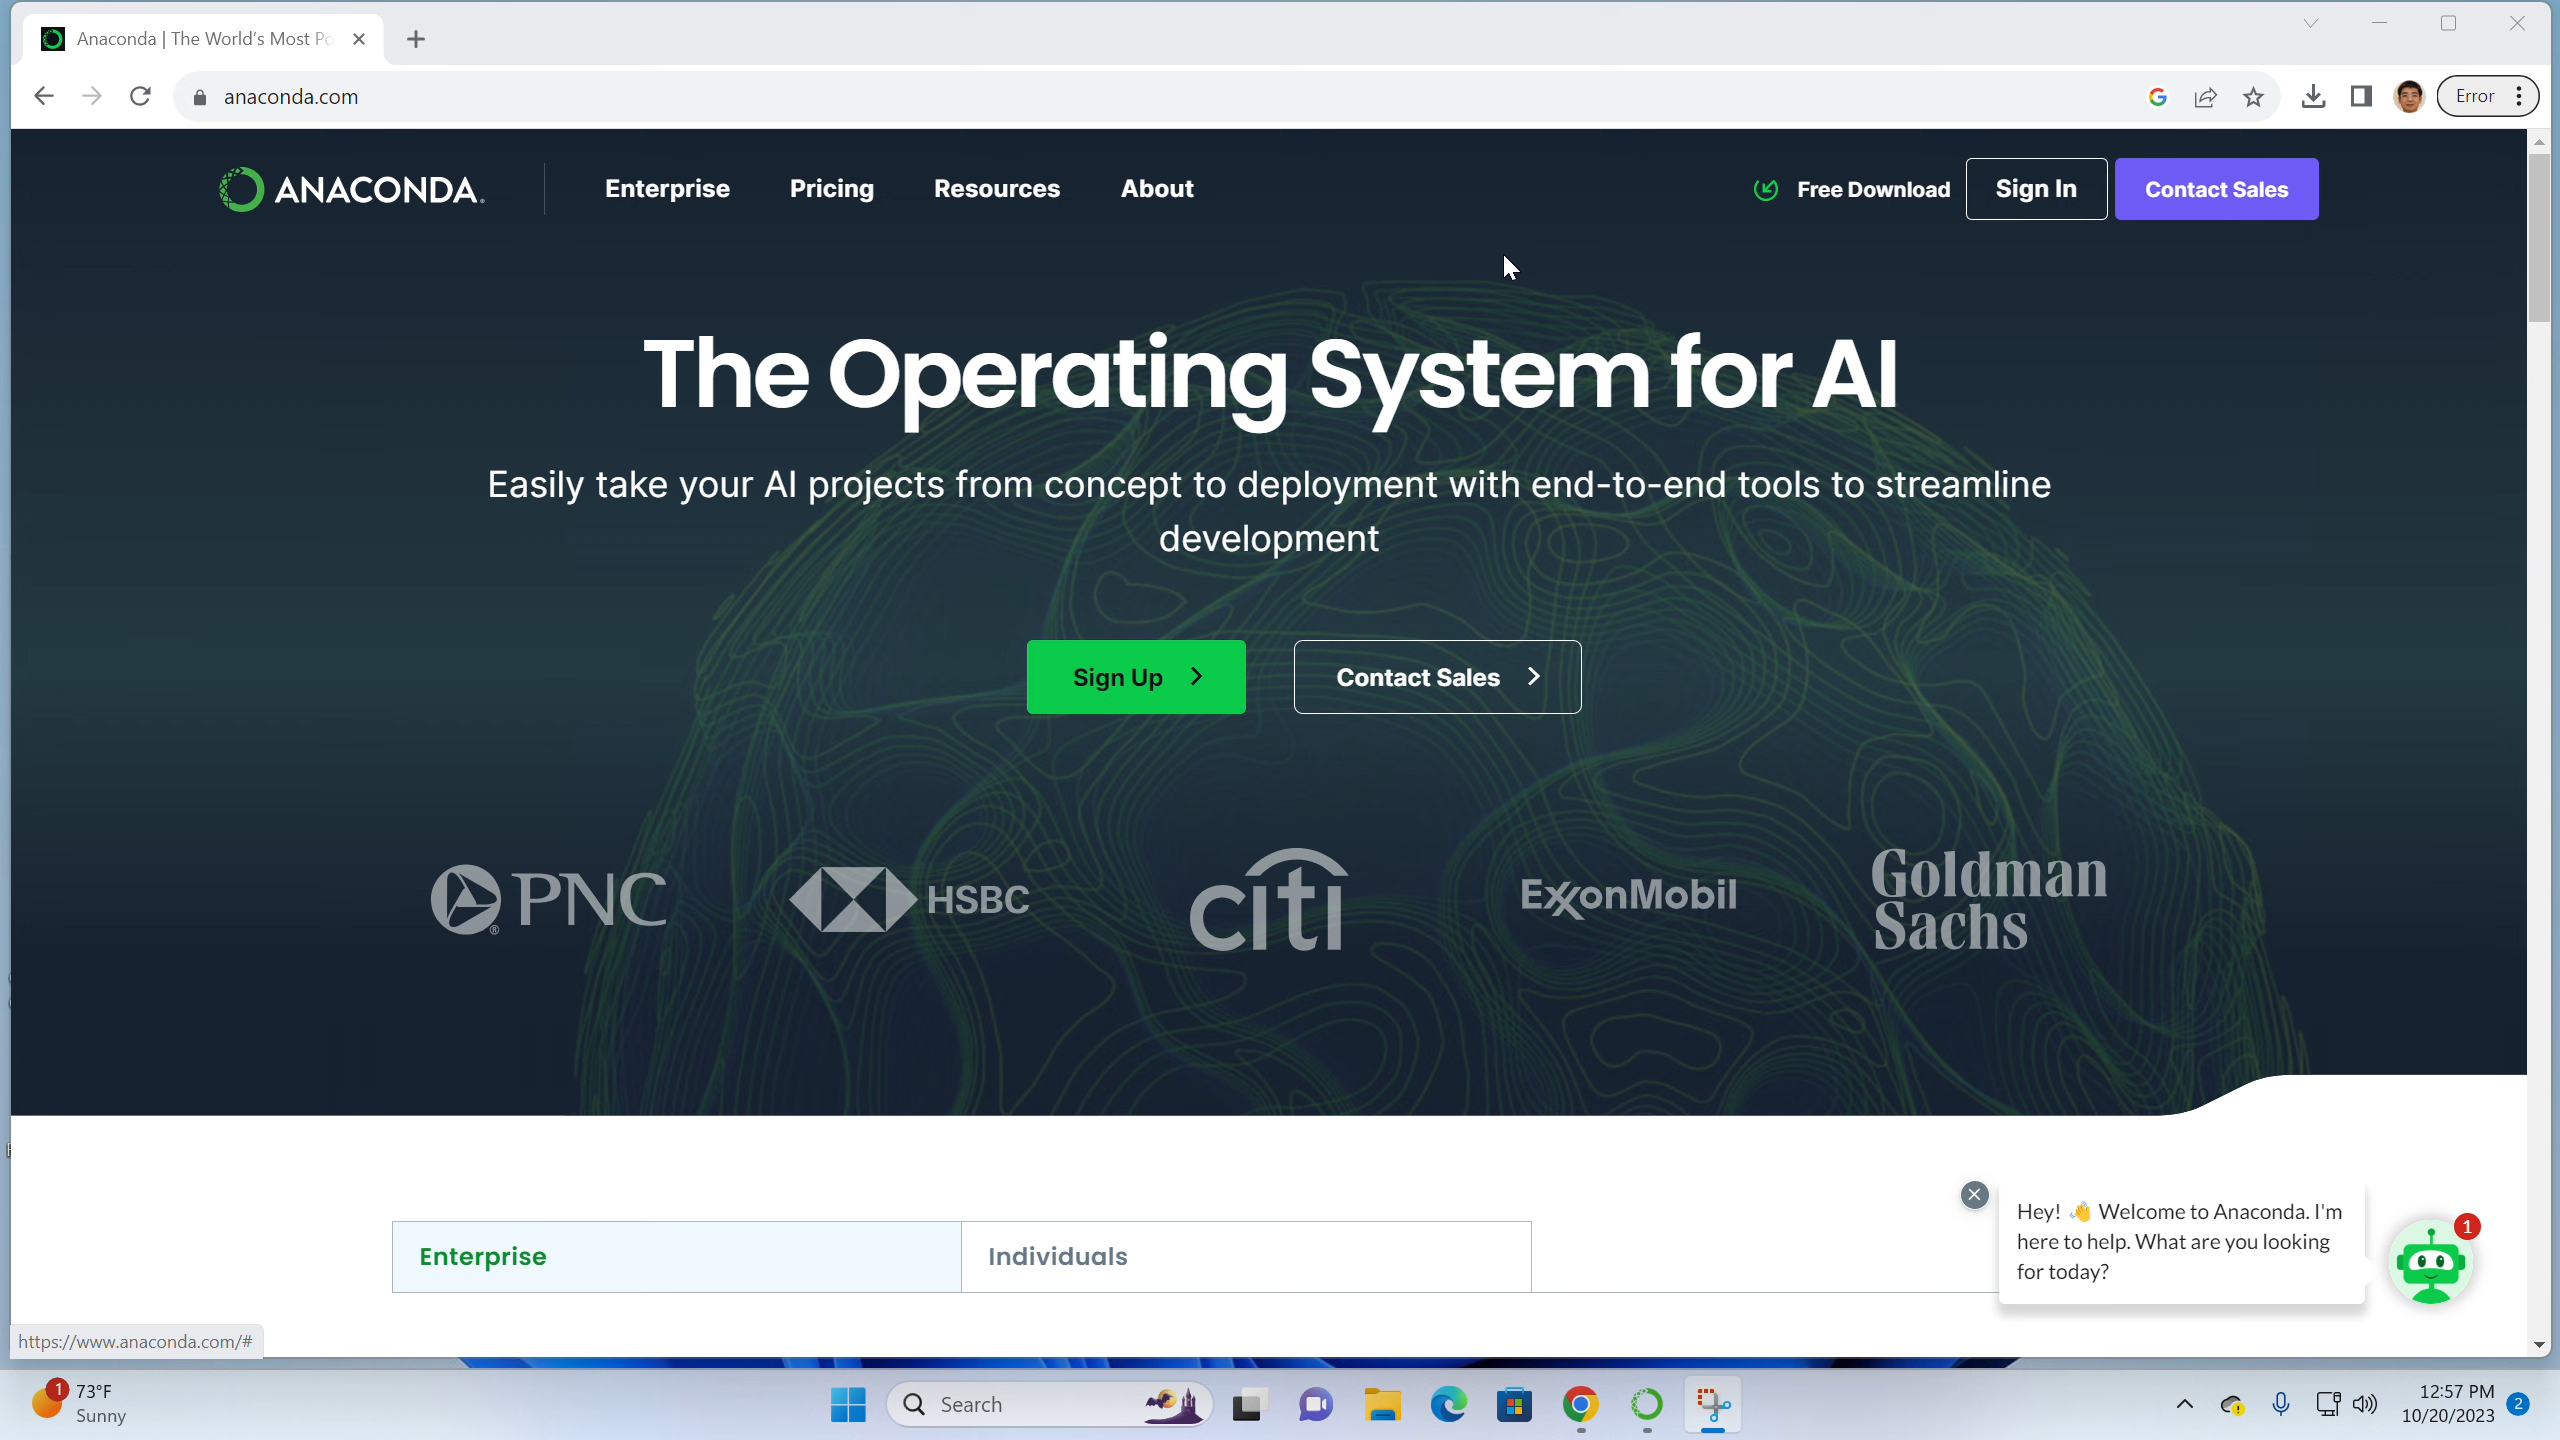 Anaconda | The World's Most Po
anaconda.com
Error
ANACONDA.
Enterprise
Pricing
Resources
About
Free Download
Sign In
Contact Sales
The Operating System for AI
Easily take your AI projects from concept to deployment with end-to-end tools to streamline
development
Sign Up
Contact Sales
PNC
HSBC
citi
ExxonMobil
Goldman
Sachs
Enterprise
Individuals
Hey! 👋 Welcome to Anaconda. I'm
here to help. What are you looking
for today?
1
https://www.anaconda.com/#
1
73°F
Sunny
Search
12:57 PM
10/20/2023
2